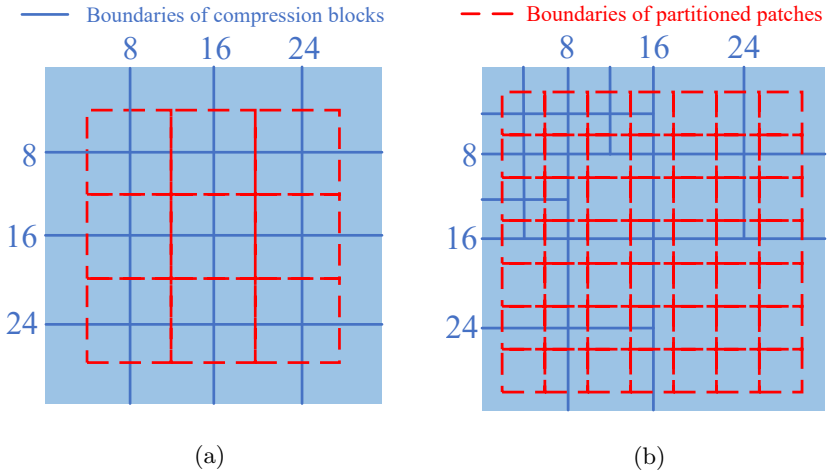 Boundaries of compression blocks
Boundaries of partitioned patches
8 16 24
8
16
24
(a)
8 16 24
8
16
24
(b)